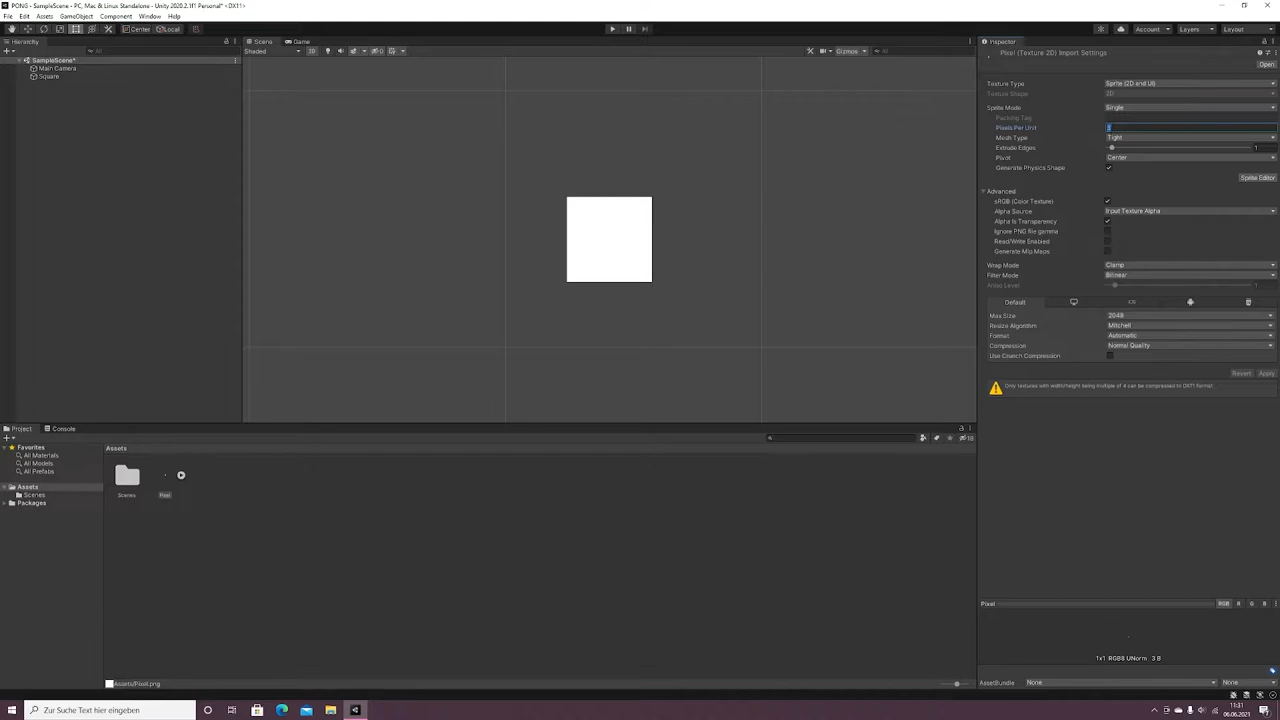 PONG - SampleScene - PC, Mac & Linux Standalone - Unity 2020.2.1f1 Personal* <DX11>
File Edit Assets GameObject Component Window Help
Center Local Account Layers Layout
Hierarchy Scene Game Inspector
All Shaded 2D Gizmos All
Pixel (Texture 2D) Import Settings
Open
SampleScene*
Main Camera
Square
Texture Type Sprite (2D and UI)
Texture Shape 2D
Sprite Mode Single
Packing Tag
Pixels Per Unit
Mesh Type Tight
Extrude Edges 1
Pivot Center
Generate Physics Shape
Sprite Editor
Advanced
sRGB (Color Texture)
Alpha Source Input Texture Alpha
Alpha Is Transparency
Ignore PNG file gamma
Read/Write Enabled
Generate Mip Maps
Wrap Mode Clamp
Filter Mode Bilinear
Aniso Level 1
Default iOS
Max Size 2048
Resize Algorithm Mitchell
Format Automatic
Compression Normal Quality
Use Crunch Compression
Revert Apply
Only textures with width/height being multiple of 4 can be compressed to DXT1 format
Project Console
Favorites
All Materials
All Models
All Prefabs
Assets
Scenes
Packages
Assets
Scenes Pixel
Assets/Pixel.png
18
Pixel RGB R G B
1x1 RGB8 UNorm 3 B
AssetBundle None None
Zur Suche Text hier eingeben
11:31
06.06.2021